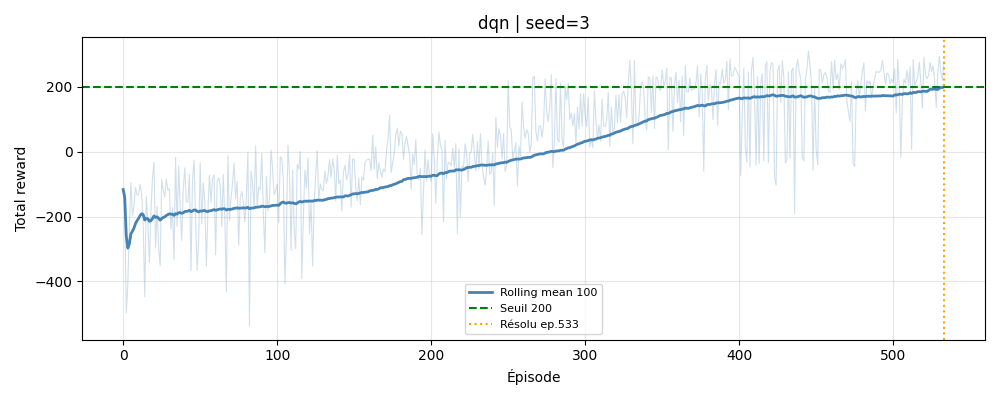 dqn | seed=3
Total reward
200
0
−200
−400
Rolling mean 100
Seuil 200
Résolu ep.533
0 100 200 300 400 500
Épisode